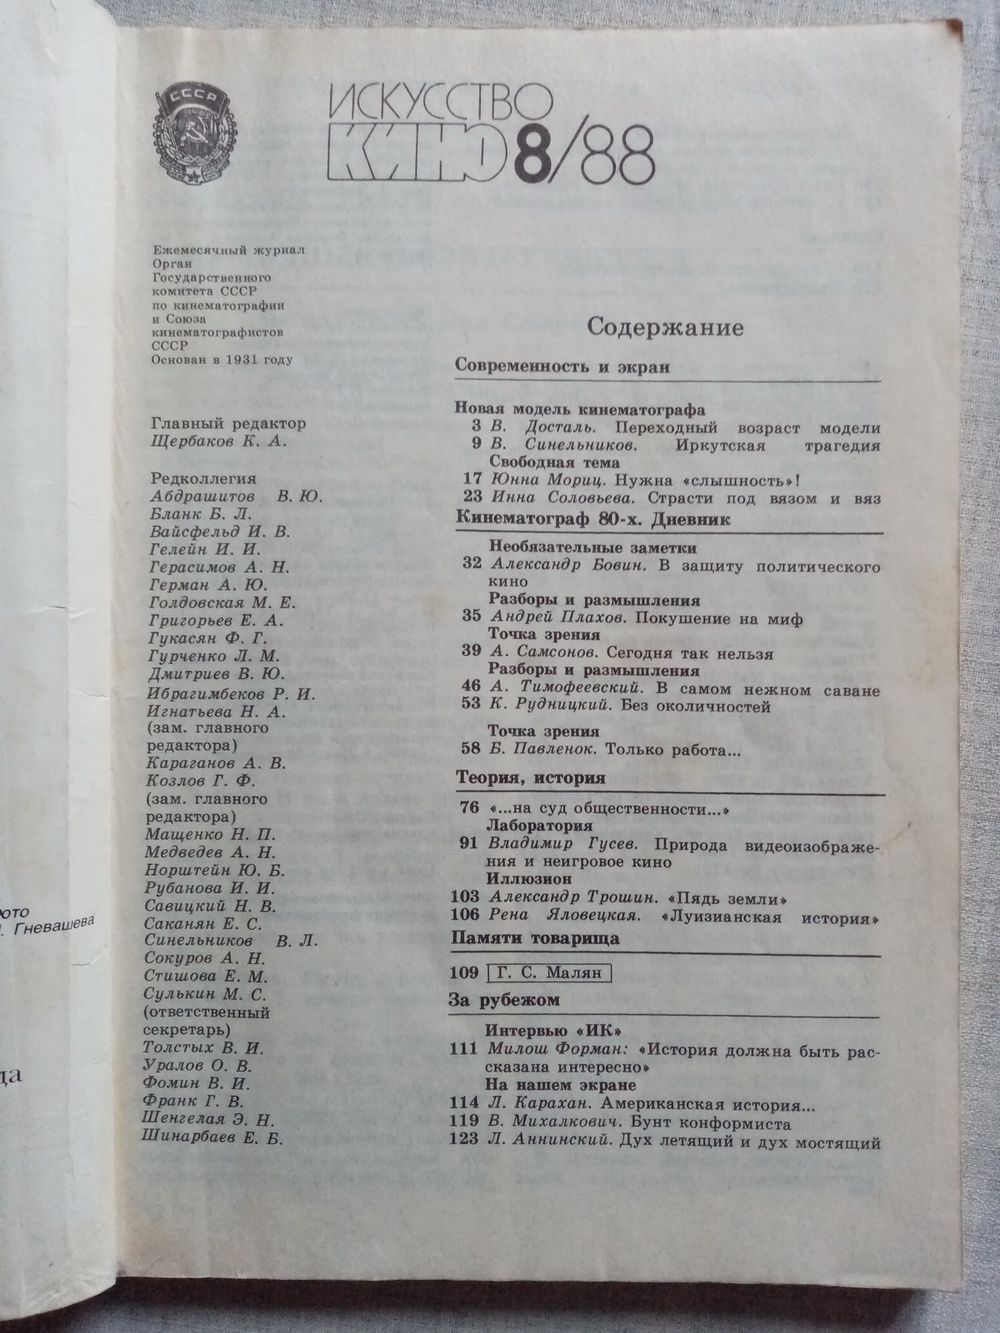 СССР
ИСКУССТВО
КИНО 8/88
Ежемесячный журнал
Орган
Государственного
комитета СССР
по кинематографии
и Союза
кинематографистов
СССР
Основан в 1931 году
Главный редактор
Щербаков К. А.
Редколлегия
Абдрашитов В. Ю.
Бланк Б. Л.
Вайсфельд И. В.
Гелейн И. И.
Герасимов А. Н.
Герман А. Ю.
Голдовская М. Е.
Григорьев Е. А.
Гукасян Ф. Г.
Гурченко Л. М.
Дмитриев В. Ю.
Ибрагимбеков Р. И.
Игнатьева Н. А.
(зам. главного
редактора)
Караганов А. В.
Козлов Г. Ф.
(зам. главного
редактора)
Мащенко Н. П.
Медведев А. Н.
Норштейн Ю. Б.
Рубанова И. И.
Савицкий Н. В.
Саканян Е. С.
Синельников В. Л.
Сокуров А. Н.
Стишова Е. М.
Сулькин М. С.
(ответственный
секретарь)
Толстых В. И.
Уралов О. В.
Фомин В. И.
Франк Г. В.
Шенгелая Э. Н.
Шинарбаев Е. Б.
Содержание
Современность и экран
Новая модель кинематографа
3 В. Досталь. Переходный возраст модели
9 В. Синельников. Иркутская трагедия
Свободная тема
17 Юнна Мориц. Нужна «слышность»!
23 Инна Соловьева. Страсти под вязом и вяз
Кинематограф 80-х. Дневник
Необязательные заметки
32 Александр Бовин. В защиту политического
кино
Разборы и размышления
35 Андрей Плахов. Покушение на миф
Точка зрения
39 А. Самсонов. Сегодня так нельзя
Разборы и размышления
46 А. Тимофеевский. В самом нежном саване
53 К. Рудницкий. Без околичностей
Точка зрения
58 Б. Павленок. Только работа...
Теория, история
76 «...на суд общественности...»
Лаборатория
91 Владимир Гусев. Природа видеоизображе-
ния и неигровое кино
Иллюзион
103 Александр Трошин. «Пядь земли»
106 Рена Яловецкая. «Луизианская история»
Памяти товарища
109 Г. С. Малян
За рубежом
Интервью «ИК»
111 Милош Форман: «История должна быть рас-
сказана интересно»
На нашем экране
114 Л. Карахан. Американская история...
119 В. Михалкович. Бунт конформиста
123 Л. Аннинский. Дух летящий и дух мостящий
Гневашева